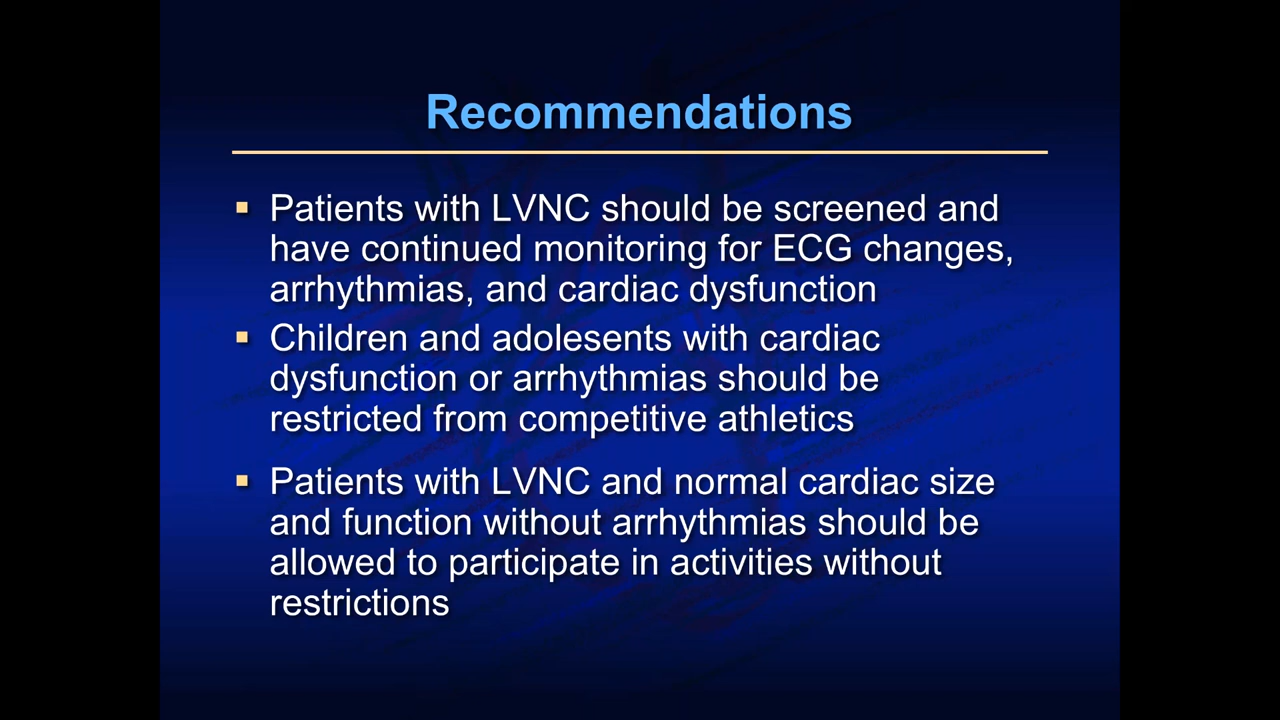 Recommendations
▪ Patients with LVNC should be screened and
have continued monitoring for ECG changes,
arrhythmias, and cardiac dysfunction
▪ Children and adolesents with cardiac
dysfunction or arrhythmias should be
restricted from competitive athletics
▪ Patients with LVNC and normal cardiac size
and function without arrhythmias should be
allowed to participate in activities without
restrictions